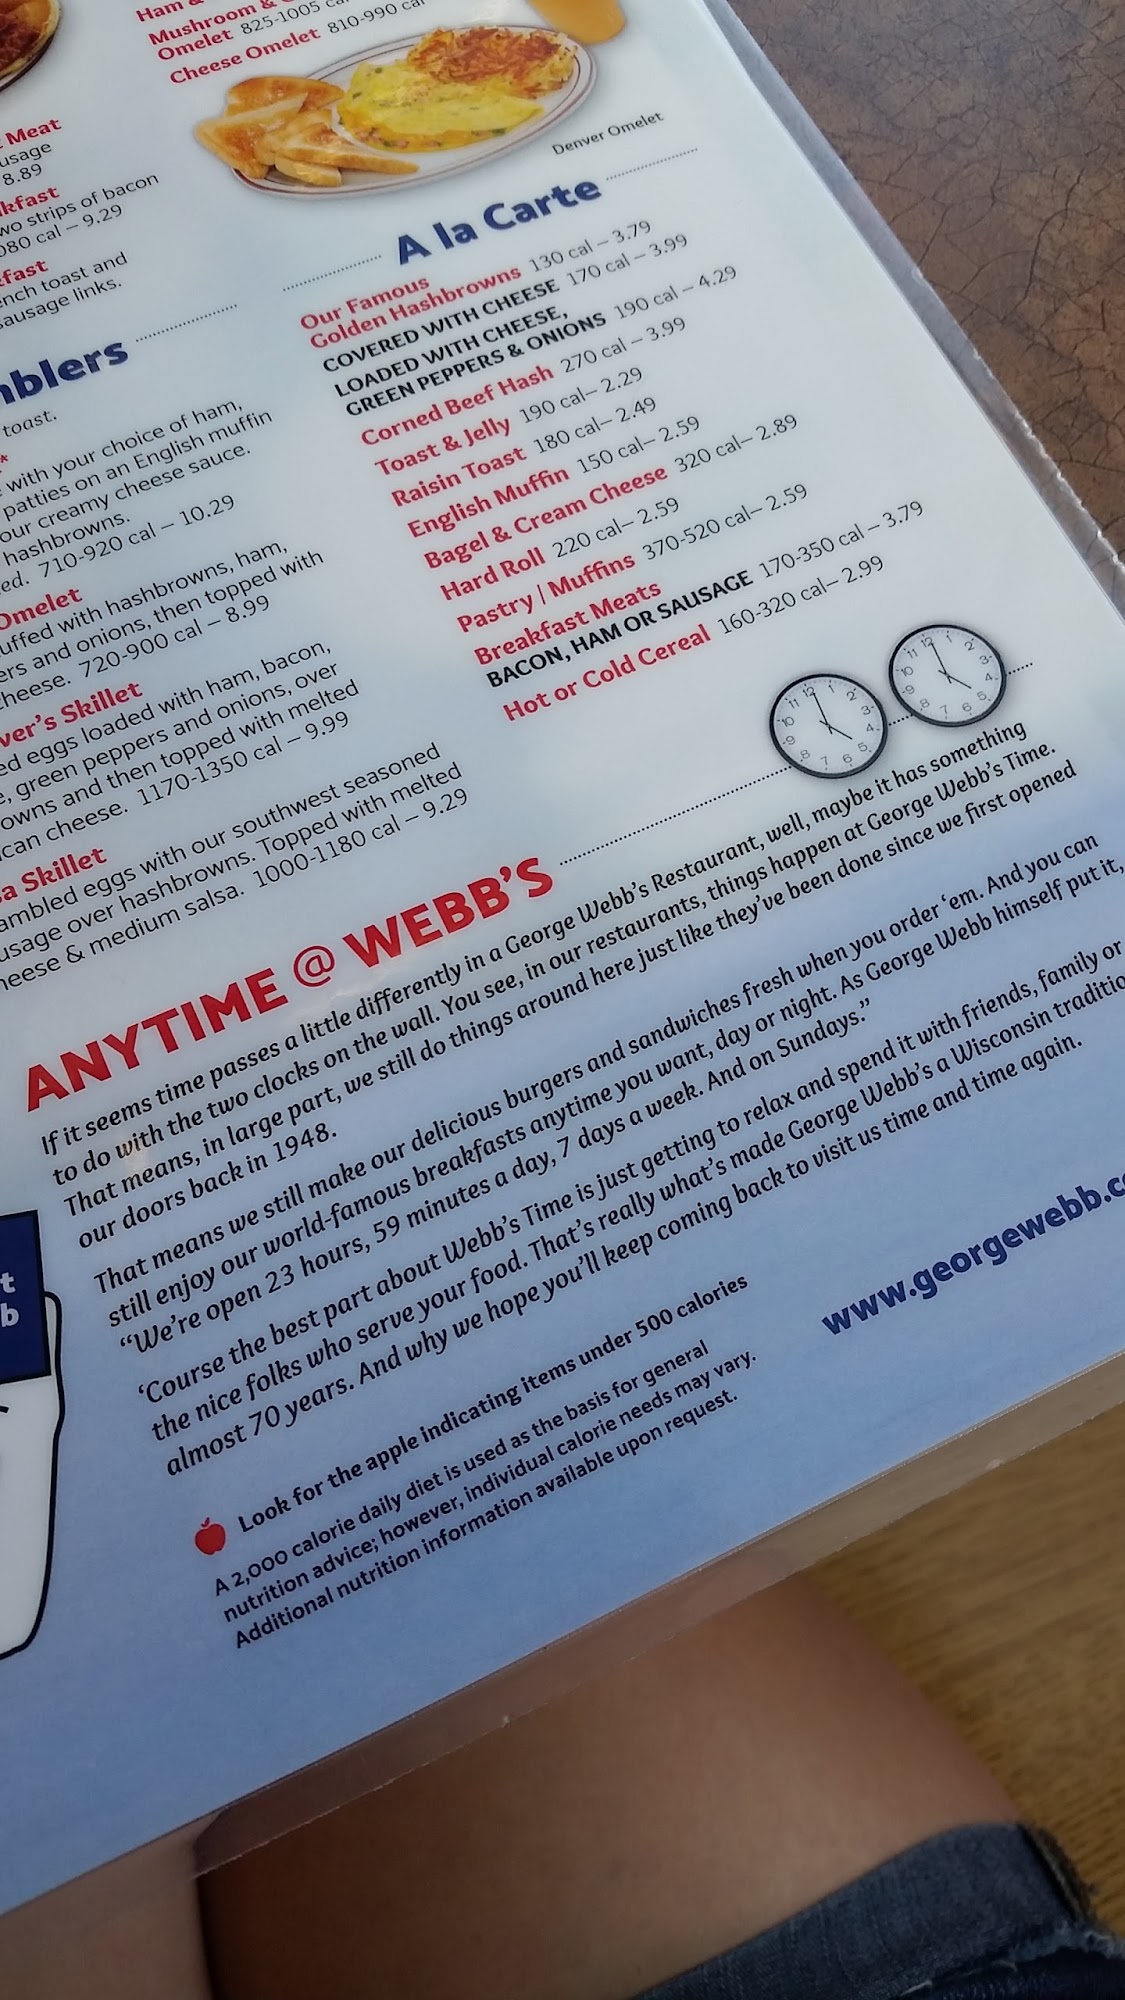 Ham &
Mushroom &
Omelet 825-1005 cal
Cheese Omelet 810-990 cal
Denver Omelet
Meat
8.89
two strips of bacon
080 cal – 9.29
toast and
sausage links.
toast.
with your choice of ham,
patties on an English muffin
our creamy cheese sauce.
hashbrowns.
710-920 cal – 10.29
Omelet
hashbrowns, ham,
and onions, then topped with
720-900 cal – 8.99
Skillet
eggs loaded with ham, bacon,
green peppers and onions, over
and then topped with melted
cheese. 1170-1350 cal – 9.99
Skillet
eggs with our southwest seasoned
over hashbrowns. Topped with melted
& medium salsa. 1000-1180 cal – 9.29
A la Carte
Our Famous
Golden Hashbrowns 130 cal – 3.79
COVERED WITH CHEESE 170 cal – 3.99
LOADED WITH CHEESE,
GREEN PEPPERS & ONIONS 190 cal – 4.29
Corned Beef Hash 270 cal – 3.99
Toast & Jelly 190 cal– 2.29
Raisin Toast 180 cal– 2.49
English Muffin 150 cal– 2.59
Bagel & Cream Cheese 320 cal– 2.89
Hard Roll 220 cal– 2.59
Pastry / Muffins 370-520 cal– 2.59
Breakfast Meats
BACON, HAM OR SAUSAGE 170-350 cal – 3.79
Hot or Cold Cereal 160-320 cal– 2.99
ANYTIME @ WEBB'S
If it seems time passes a little differently in a George Webb's Restaurant, well, maybe it has something
to do with the two clocks on the wall. You see, in our restaurants, things happen at George Webb's Time.
That means, in large part, we still do things around here just like they've been done since we first opened
our doors back in 1948.
That means we still make our delicious burgers and sandwiches fresh when you order 'em. And you can
still enjoy our world-famous breakfasts anytime you want, day or night. As George Webb himself put it,
"We're open 23 hours, 59 minutes a day, 7 days a week. And on Sundays."
'Course the best part about Webb's Time is just getting to relax and spend it with friends, family or
the nice folks who serve your food. That's really what's made George Webb's a Wisconsin
almost 70 years. And why we hope you'll keep coming back to visit us time and time again.
www.georgewebb.c
Look for the apple indicating items under 500 calories
A 2,000 calorie daily diet is used as the basis for general
nutrition advice; however, individual calorie needs may vary.
Additional nutrition information available upon request.